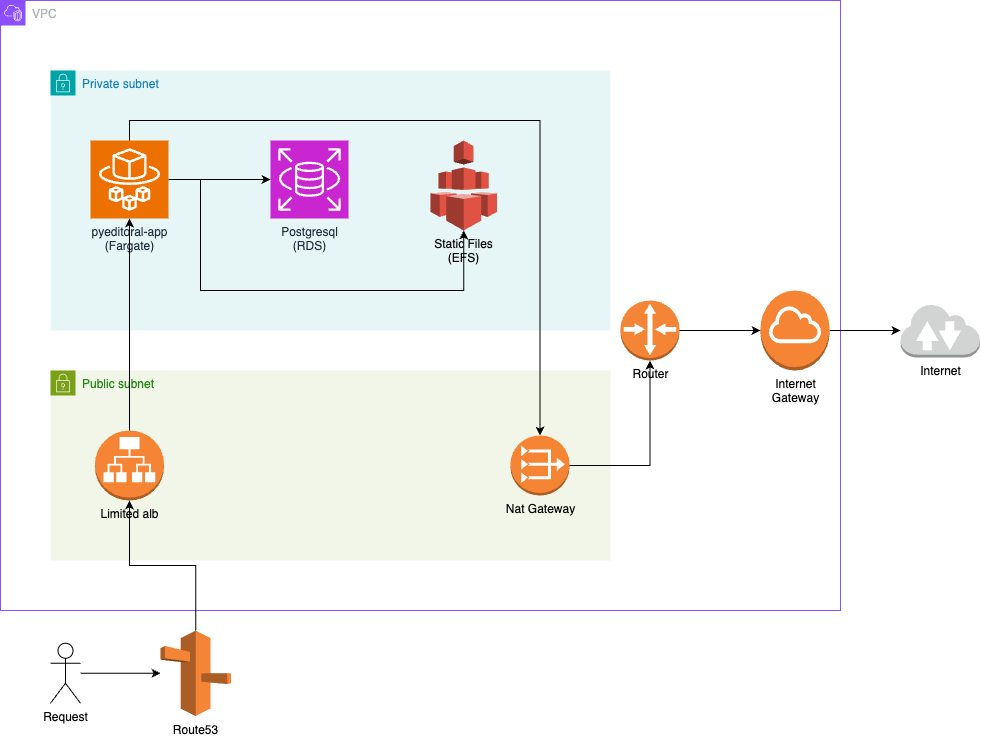 VPC
Private subnet
pyeditoral-app
(Fargate)
Postgresql
(RDS)
Static Files
(EFS)
Router
Internet
Gateway
Internet
Public subnet
Limited alb
Nat Gateway
Request
Route53